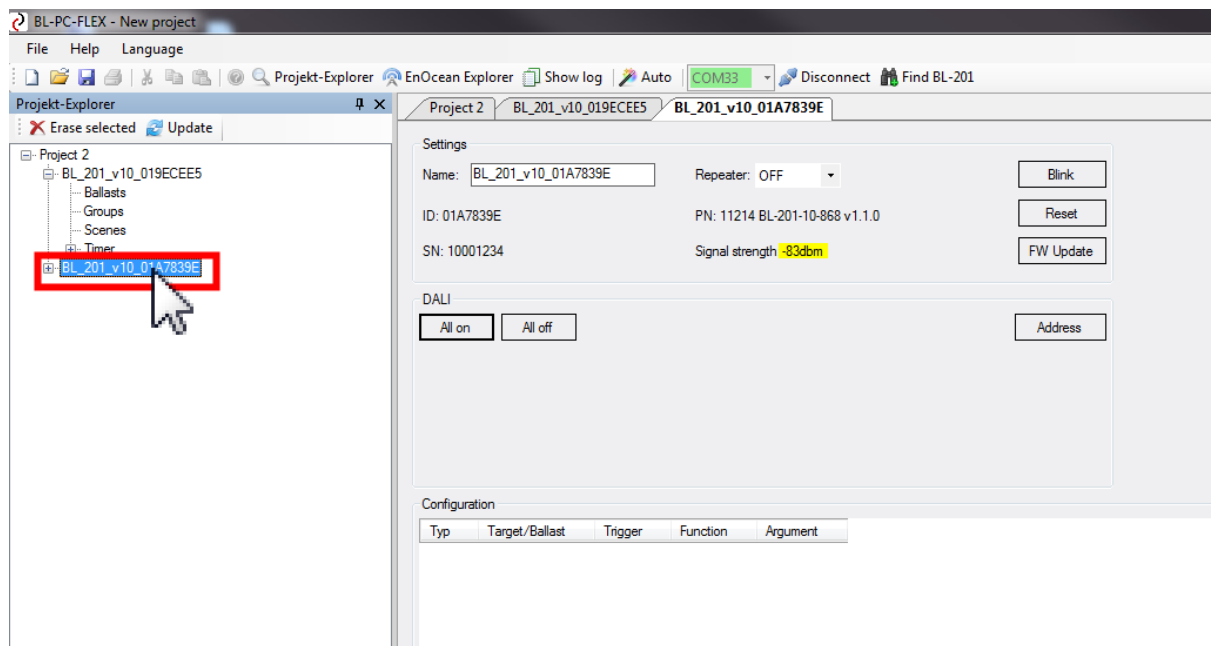 BL-PC-FLEX - New project
File Help Language
Projekt-Explorer EnOcean Explorer Show log Auto COM33 Disconnect Find BL-201
Projekt-Explorer
Erase selected Update
Project 2
BL_201_v10_019ECEE5
Ballasts
Groups
Scenes
Timer
BL_201_v10_01A7839E
Project 2 BL_201_v10_019ECEE5 BL_201_v10_01A7839E
Settings
Name: BL_201_v10_01A7839E Repeater: OFF Blink
ID: 01A7839E PN: 11214 BL-201-10-868 v1.1.0 Reset
SN: 10001234 Signal strength -83dbm FW Update
DALI
All on All off Address
Configuration
Typ Target/Ballast Trigger Function Argument